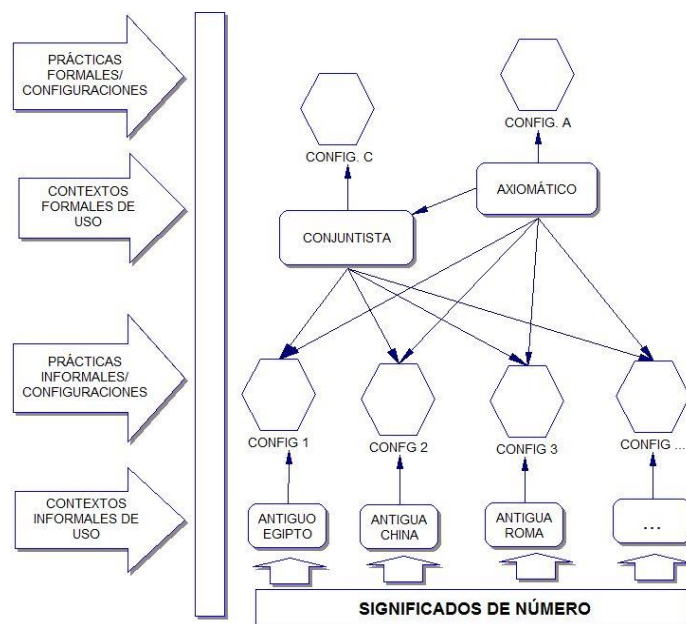 PRÁCTICAS
FORMALES/
CONFIGURACIONES
CONTEXTOS
FORMALES DE
USO
PRÁCTICAS
INFORMALES/
CONFIGURACIONES
CONTEXTOS
INFORMALES DE
USO
CONFIG. C
CONFIG. A
AXIOMÁTICO
CONJUNTISTA
CONFIG 1
CONFG 2
CONFIG 3
CONFIG ...
ANTIGUO
EGIPTO
ANTIGUA
CHINA
ANTIGUA
ROMA
...
SIGNIFICADOS DE NÚMERO